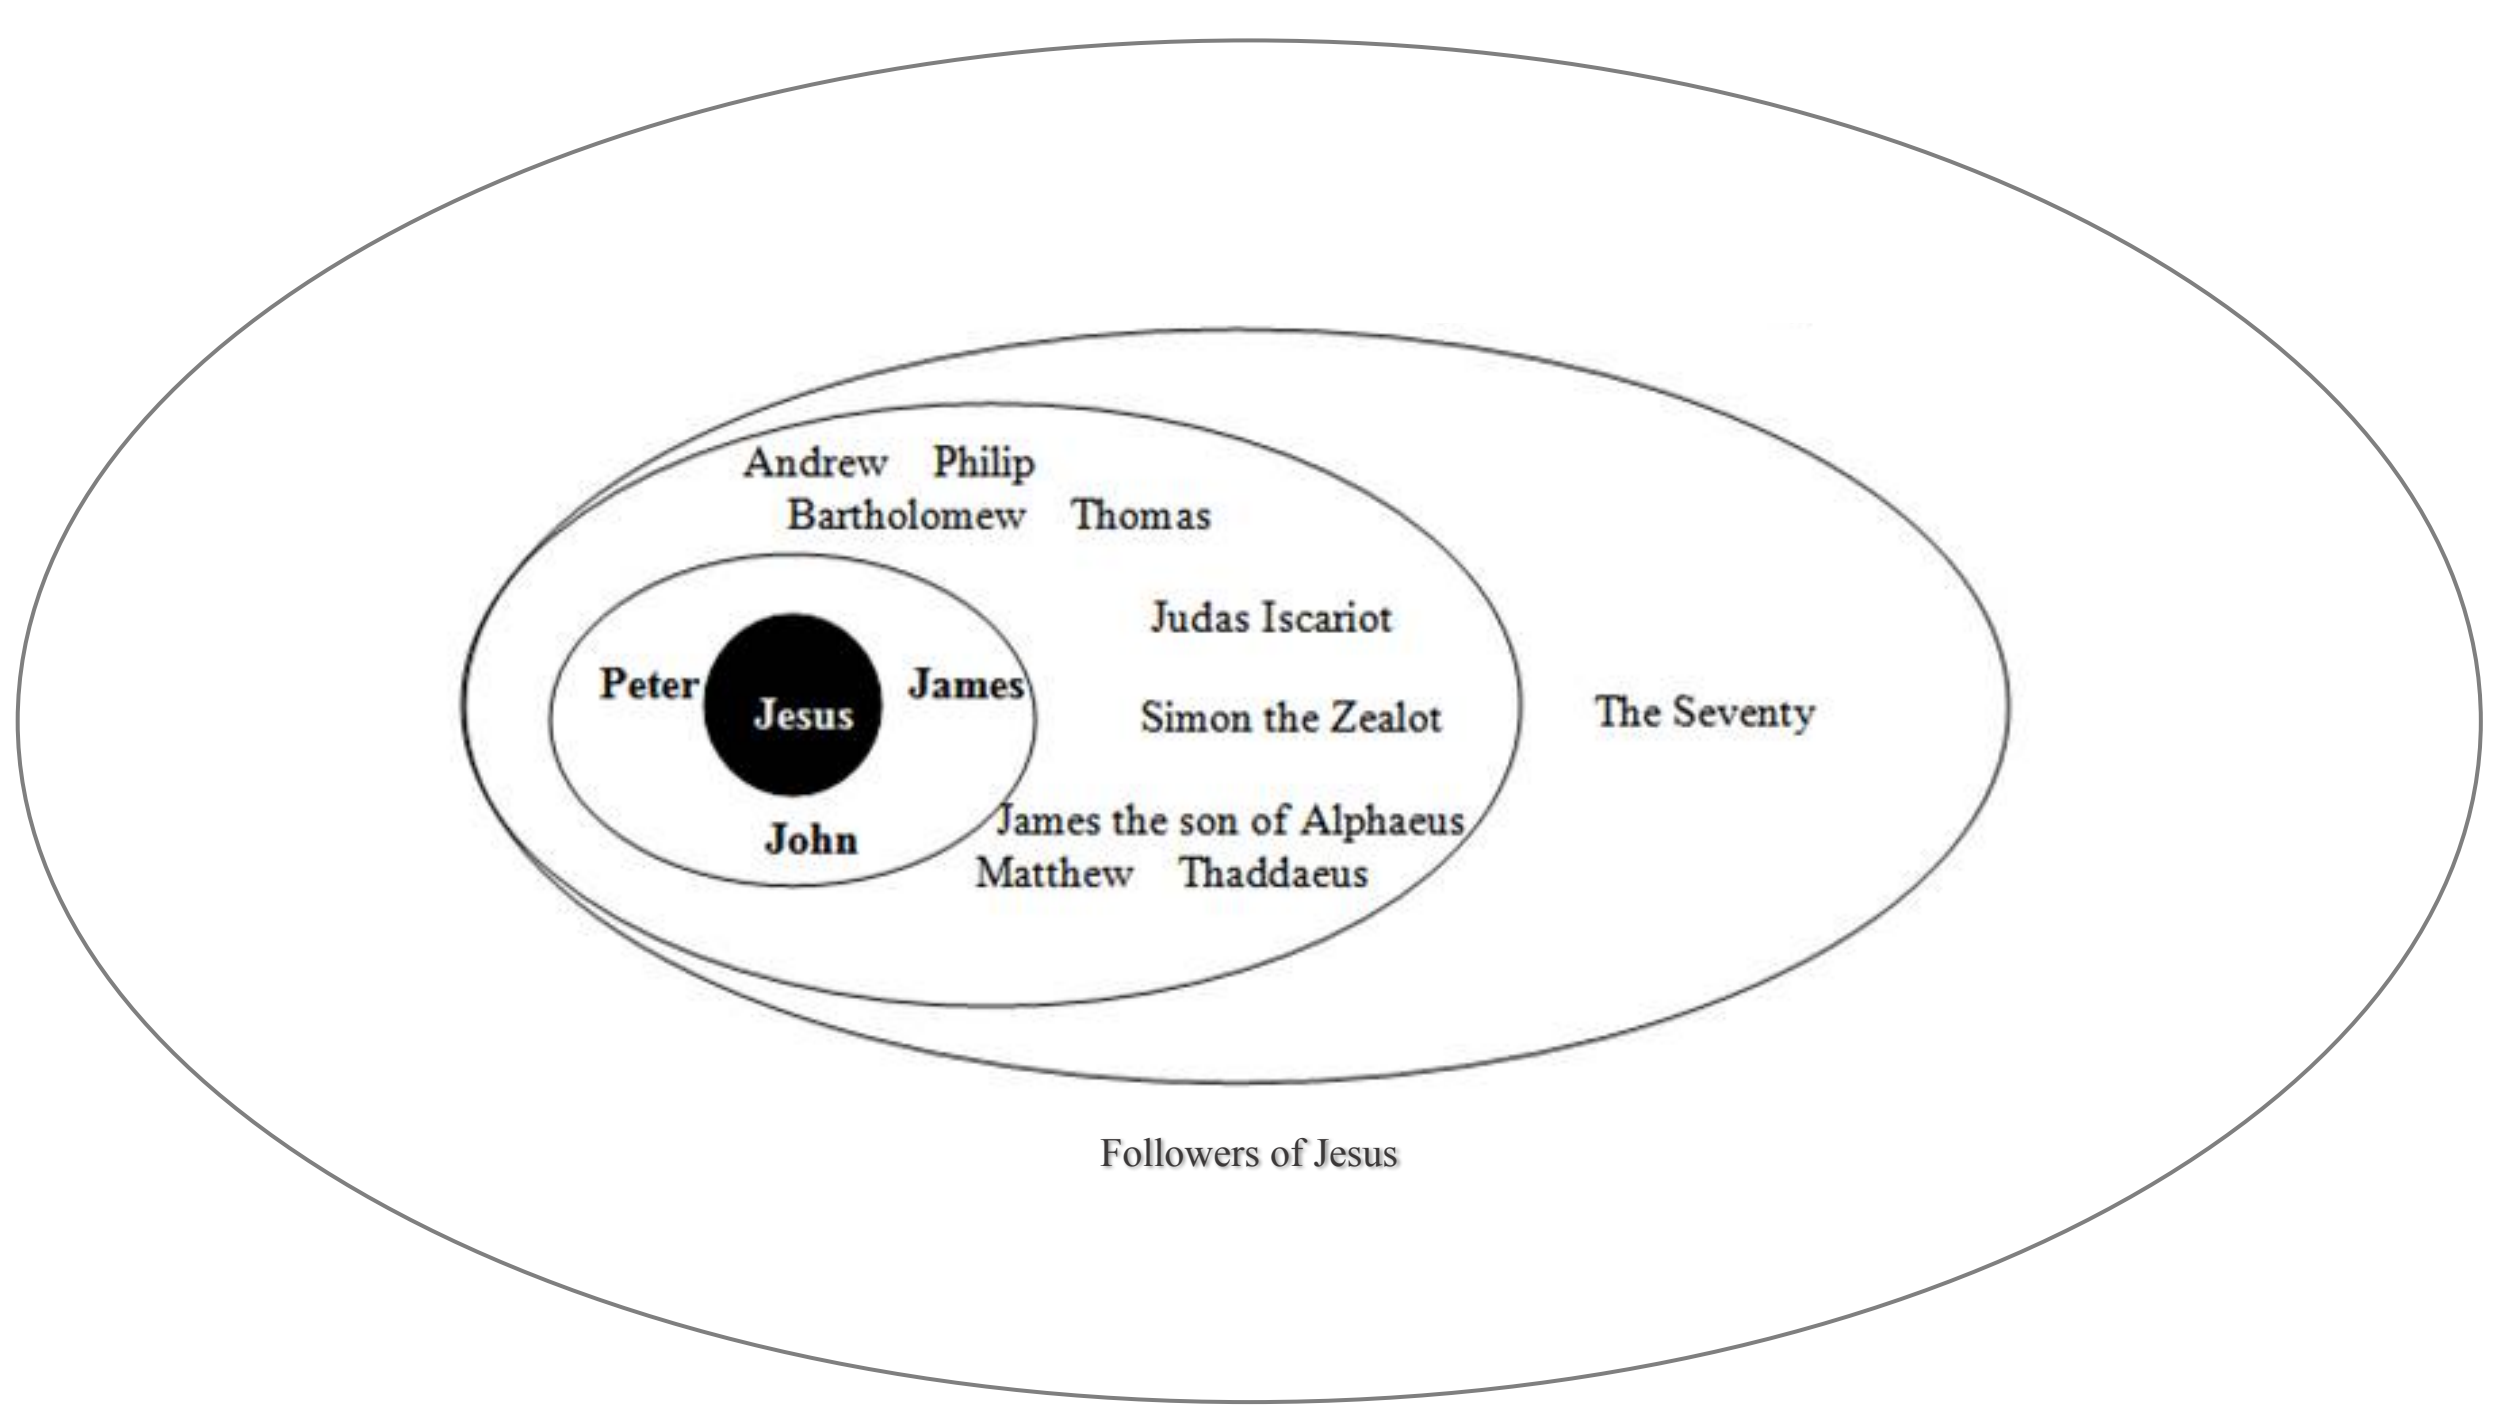 Andrew Philip
Bartholomew Thomas
Judas Iscariot
Peter
Jesus
James
Simon the Zealot
The Seventy
James the son of Alphaeus
John
Matthew Thaddaeus
Followers of Jesus